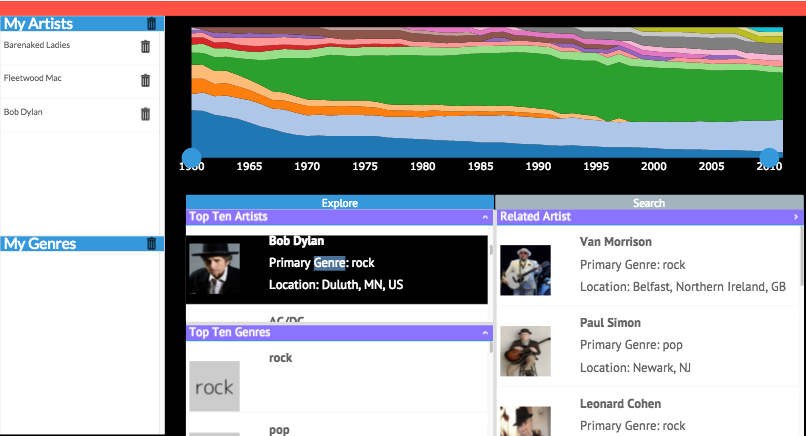 My Artists
Barenaked Ladies
Fleetwood Mac
Bob Dylan
My Genres
1960 1965 1970 1975 1980 1985 1990 1995 2000 2005 2010
Explore
Search
Top Ten Artists
Bob Dylan
Primary Genre: rock
Location: Duluth, MN, US
AC/DC
Top Ten Genres
rock
rock
pop
Related Artist
Van Morrison
Primary Genre: rock
Location: Belfast, Northern Ireland, GB
Paul Simon
Primary Genre: pop
Location: Newark, NJ
Leonard Cohen
Primary Genre: rock